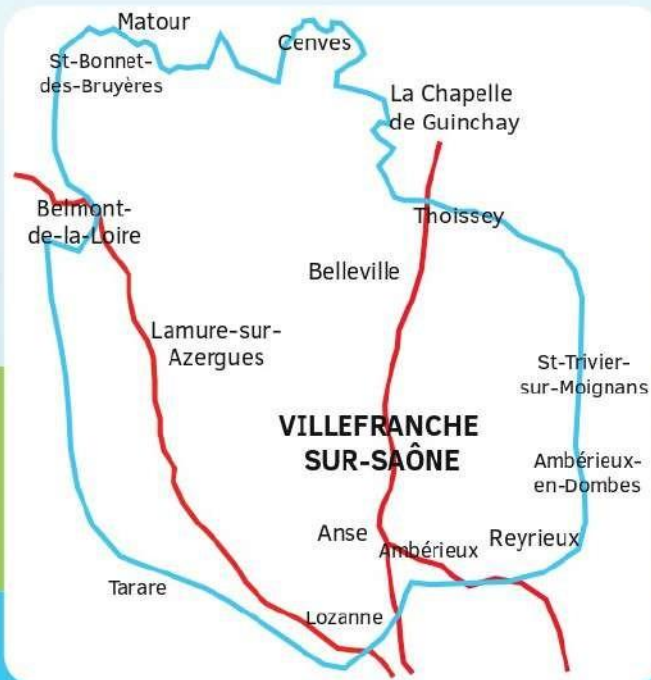 Matour
Cenves
St-Bonnet-
des-Bruyères
La Chapelle
de Guinchay
Belmont-
de-la-Loire
Thoissey
Belleville
Lamure-sur-
Azergues
St-Trivier-
sur-Moignans
VILLEFRANCHE
SUR-SAÔNE
Ambérieux-
en-Dombes
Anse
Ambérieux
Reyrieux
Tarare
Lozanne